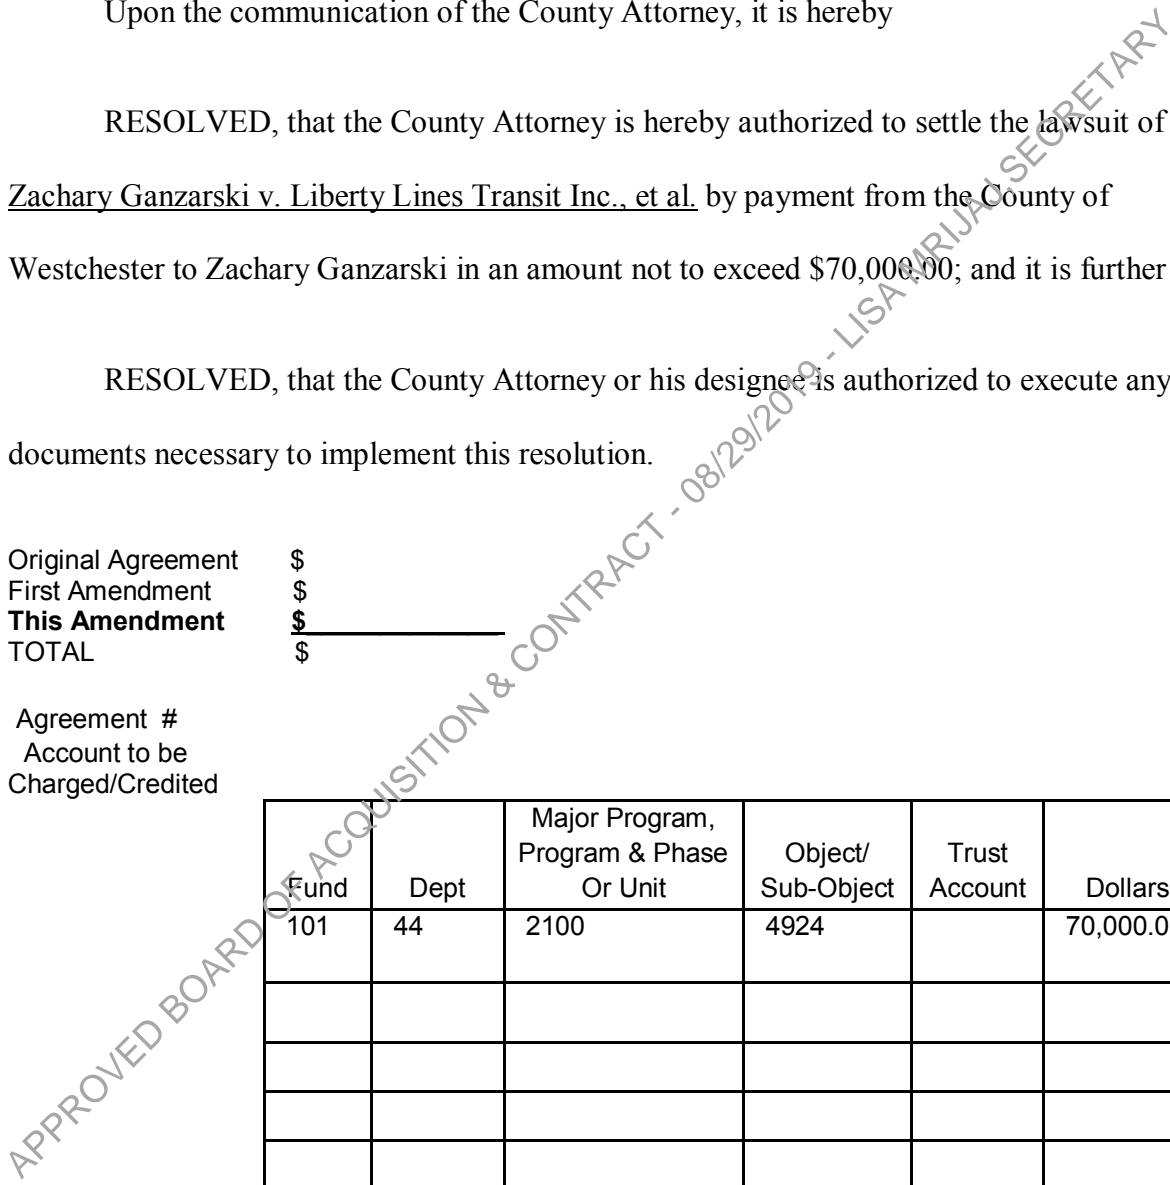 Upon the communication of the County Attorney, it is hereby
RESOLVED, that the County Attorney is hereby authorized to settle the lawsuit of
Zachary Ganzarski v. Liberty Lines Transit Inc., et al. by payment from the County of
Westchester to Zachary Ganzarski in an amount not to exceed $70,000.00; and it is further
RESOLVED, that the County Attorney or his designee is authorized to execute any
documents necessary to implement this resolution.
Original Agreement $
First Amendment $
This Amendment $
TOTAL $
Agreement #
Account to be
Charged/Credited
Major Program,
Program & Phase Object/ Trust
Fund Dept Or Unit Sub-Object Account Dollars
101 44 2100 4924 70,000.0
APPROVED BOARD OF ACQUISITION & CONTRACT - 08/29/2019 - LISA MRIJAJ, SECRETARY